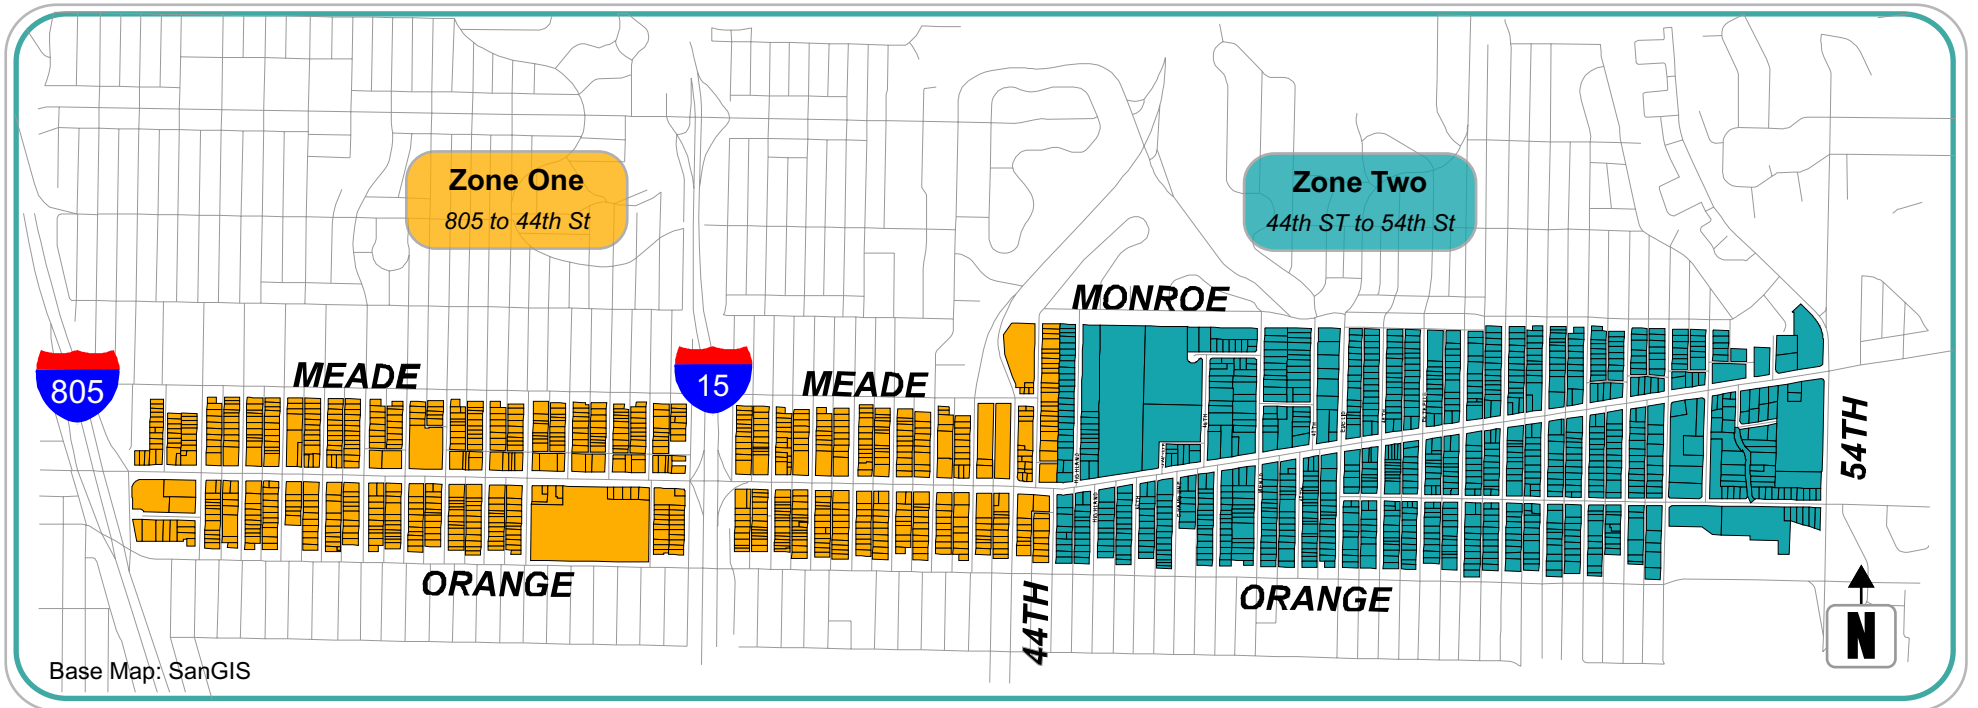 Zone One
805 to 44th St
Zone Two
44th ST to 54th St
MONROE
805
MEADE
15
MEADE
54TH
ORANGE
44TH
ORANGE
N
Base Map: SanGIS